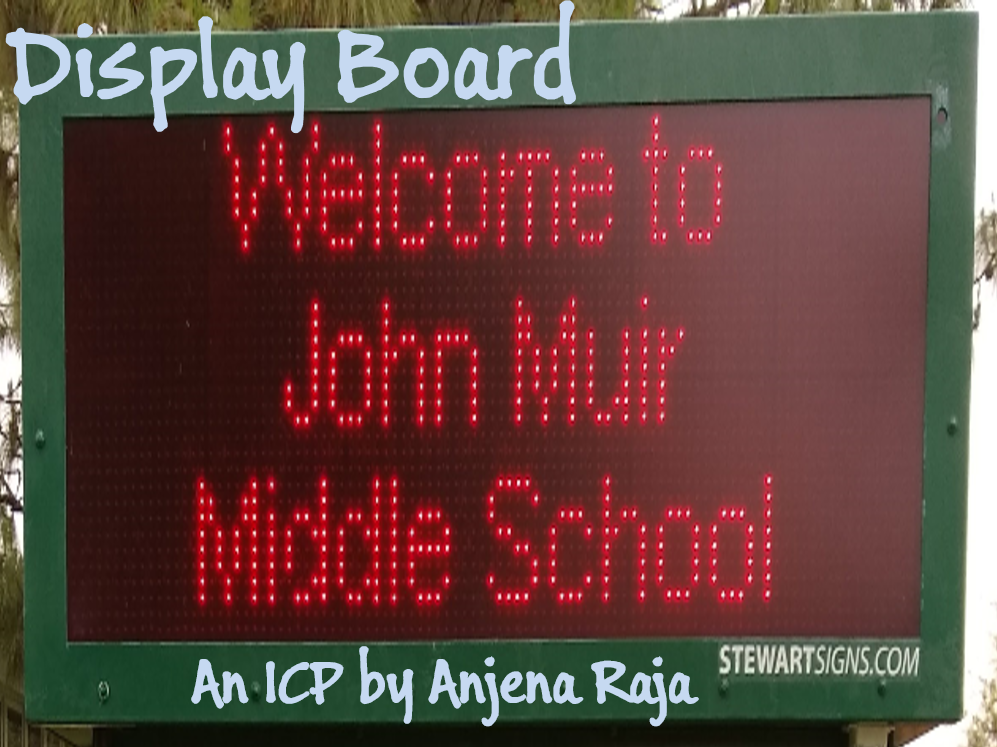 Display Board
Welcome to
John Muir
Middle School
STEWARTSIGNS.COM
An ICP by Anjena Raja